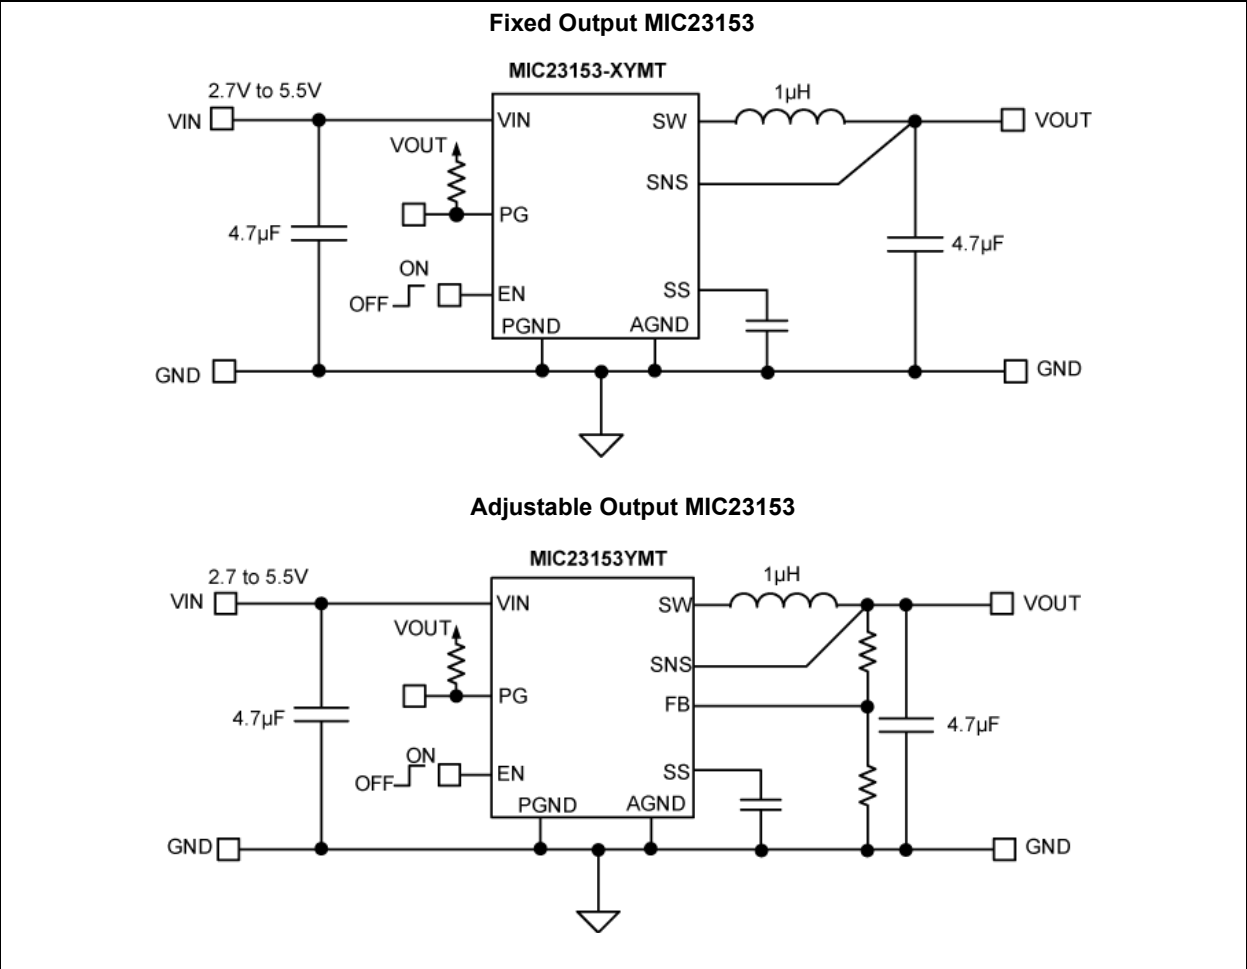 Fixed Output MIC23153
MIC23153-XYMT
2.7V to 5.5V
1µH
VIN
VIN
SW
VOUT
VOUT
SNS
PG
4.7µF
4.7µF
ON
OFF
EN
SS
PGND
AGND
GND
GND
Adjustable Output MIC23153
MIC23153YMT
2.7 to 5.5V
1µH
VIN
VIN
SW
VOUT
VOUT
SNS
PG
FB
4.7µF
4.7µF
ON
OFF
EN
SS
PGND
AGND
GND
GND